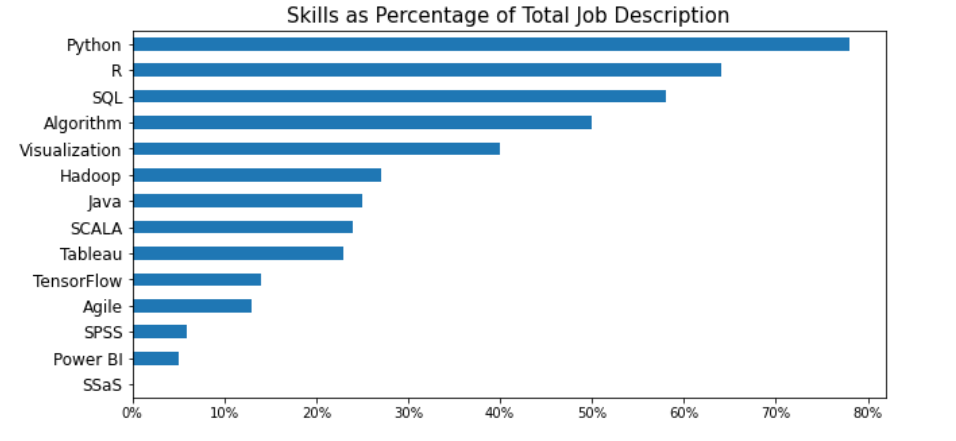 Skills as Percentage of Total Job Description
Python
R
SQL
Algorithm
Visualization
Hadoop
Java
SCALA
Tableau
TensorFlow
Agile
SPSS
Power BI
SSaS
0% 10% 20% 30% 40% 50% 60% 70% 80%